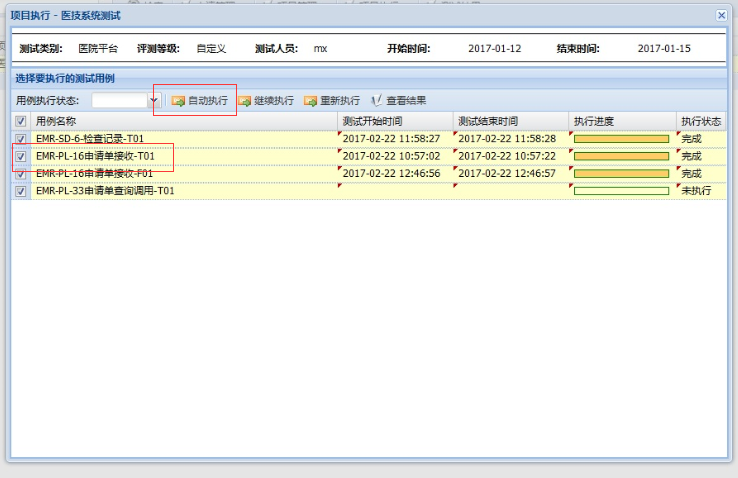 项目执行 - 医技系统测试
测试类别: 医院平台 评测等级: 自定义 测试人员: mx 开始时间: 2017-01-12 结束时间: 2017-01-15
选择要执行的测试用例
用例执行状态: 自动执行 继续执行 重新执行 查看结果
用例名称 测试开始时间 测试结束时间 执行进度 执行状态
EMR-SD-6-检查记录-T01 2017-02-22 11:58:27 2017-02-22 11:58:28 完成
EMR-PL-16申请单接收-T01 2017-02-22 10:57:02 2017-02-22 10:57:22 完成
EMR-PL-16申请单接收-F01 2017-02-22 12:46:56 2017-02-22 12:46:57 完成
EMR-PL-33申请单查询调用-T01 未执行